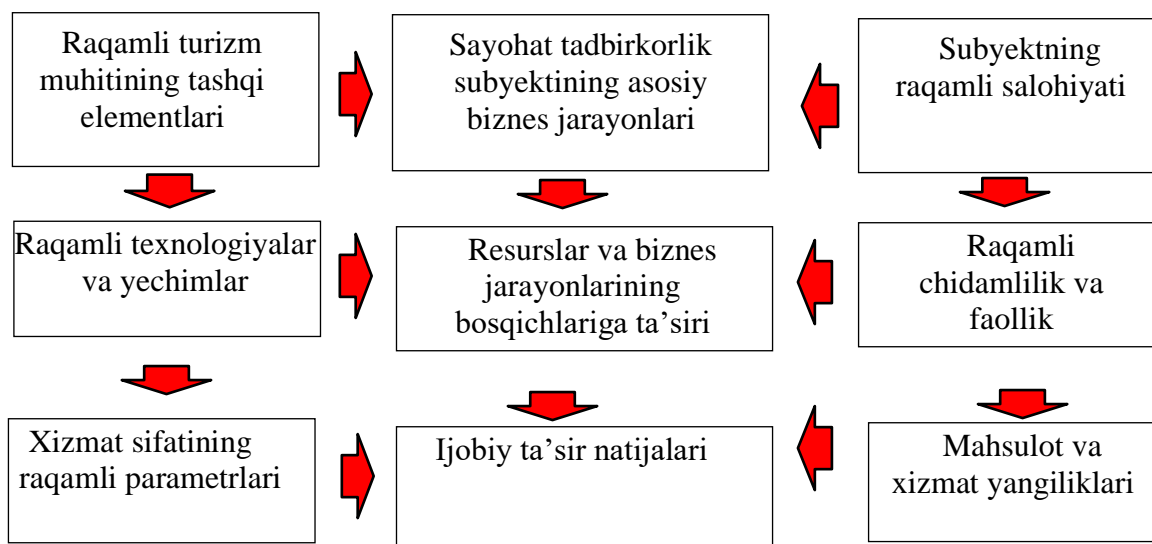 Raqamli turizm
muhitining tashqi
elementlari
Sayohat tadbirkorlik
subyektining asosiy
biznes jarayonlari
Subyektning
raqamli salohiyati
Raqamli texnologiyalar
va yechimlar
Resurslar va biznes
jarayonlarining
bosqichlariga ta’siri
Raqamli
chidamlilik va
faollik
Xizmat sifatining
raqamli parametrlari
Ijobiy ta’sir natijalari
Mahsulot va
xizmat yangiliklari